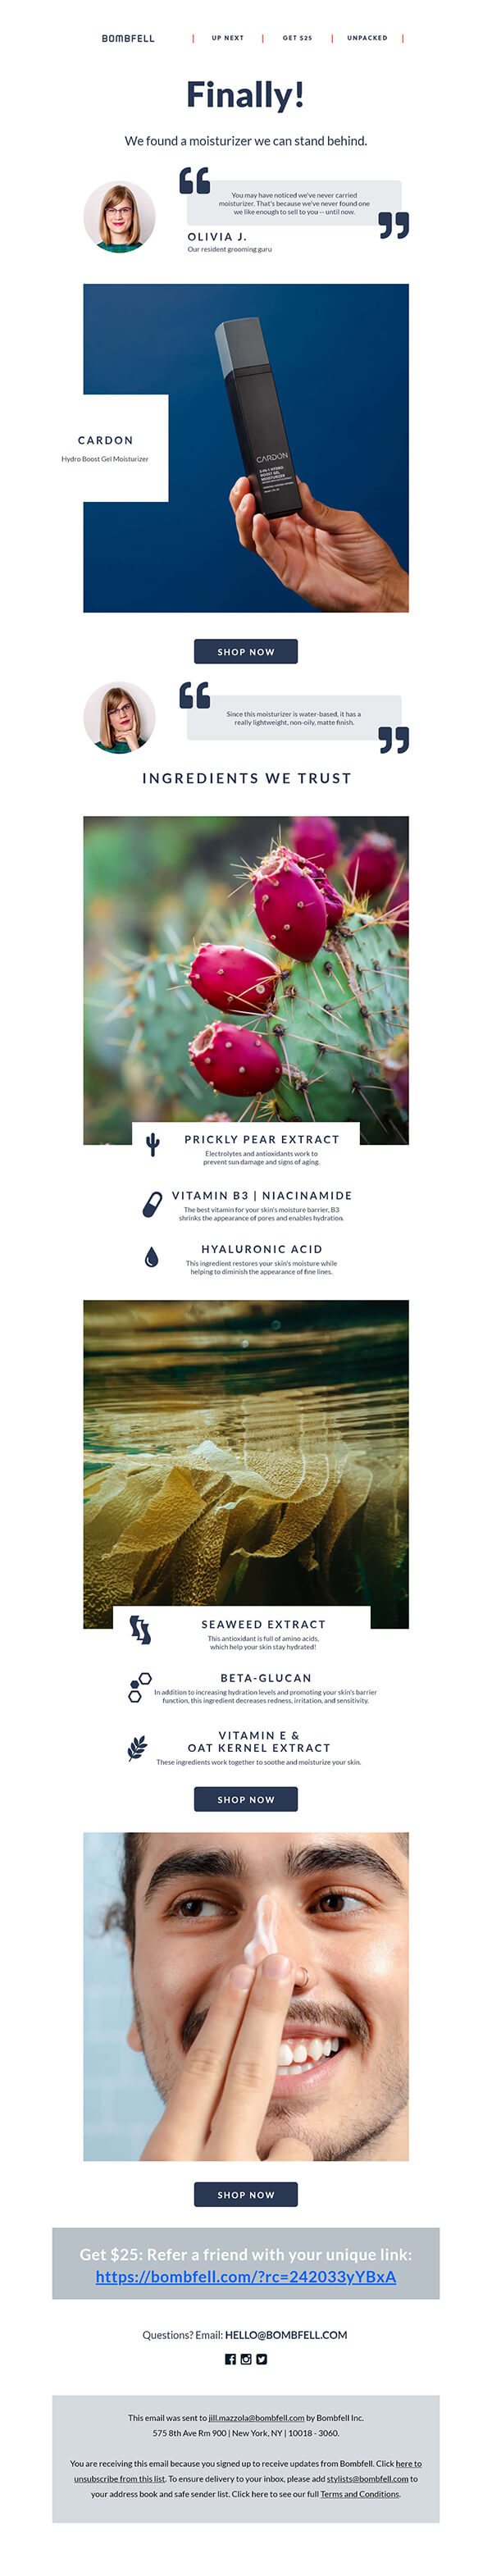 BOMBFELL | UP NEXT | GET $25 | UNPACKED |
Finally!
We found a moisturizer we can stand behind.
You may have noticed we've never carried
moisturizer. That's because we've never found one
we like enough to sell to you -- until now.
OLIVIA J.
Our resident grooming guru
CARDON
Hydro Boost Gel Moisturizer
CARDON
HYDRO
BOOST GEL
MOISTURIZER
SHOP NOW
Since this moisturizer is water-based, it has a
really lightweight, non-oily, matte finish.
INGREDIENTS WE TRUST
PRICKLY PEAR EXTRACT
Electrolytes and antioxidants work to
prevent sun damage and signs of aging.
VITAMIN B3 | NIACINAMIDE
The best vitamin for your skin's moisture barrier, B3
shrinks the appearance of pores and enables hydration.
HYALURONIC ACID
This ingredient restores your skin's moisture while
helping to diminish the appearance of fine lines.
SEAWEED EXTRACT
This antioxidant is full of amino acids,
which help your skin stay hydrated!
BETA-GLUCAN
In addition to increasing hydration levels and promoting your skin's barrier
function, this ingredient decreases redness, irritation, and sensitivity.
VITAMIN E &
OAT KERNEL EXTRACT
These ingredients work together to soothe and moisturize your skin.
SHOP NOW
SHOP NOW
Get $25: Refer a friend with your unique link:
https://bombfell.com/?rc=242033yYBxA
Questions? Email: HELLO@BOMBFELL.COM
This email was sent to jill.mazzola@bombfell.com by Bombfell Inc.
575 8th Ave Rm 900 | New York, NY | 10018 - 3060.
You are receiving this email because you signed up to receive updates from Bombfell. Click here to
unsubscribe from this list. To ensure delivery to your inbox, please add stylists@bombfell.com to
your address book and safe sender list. Click here to see our full Terms and Conditions.